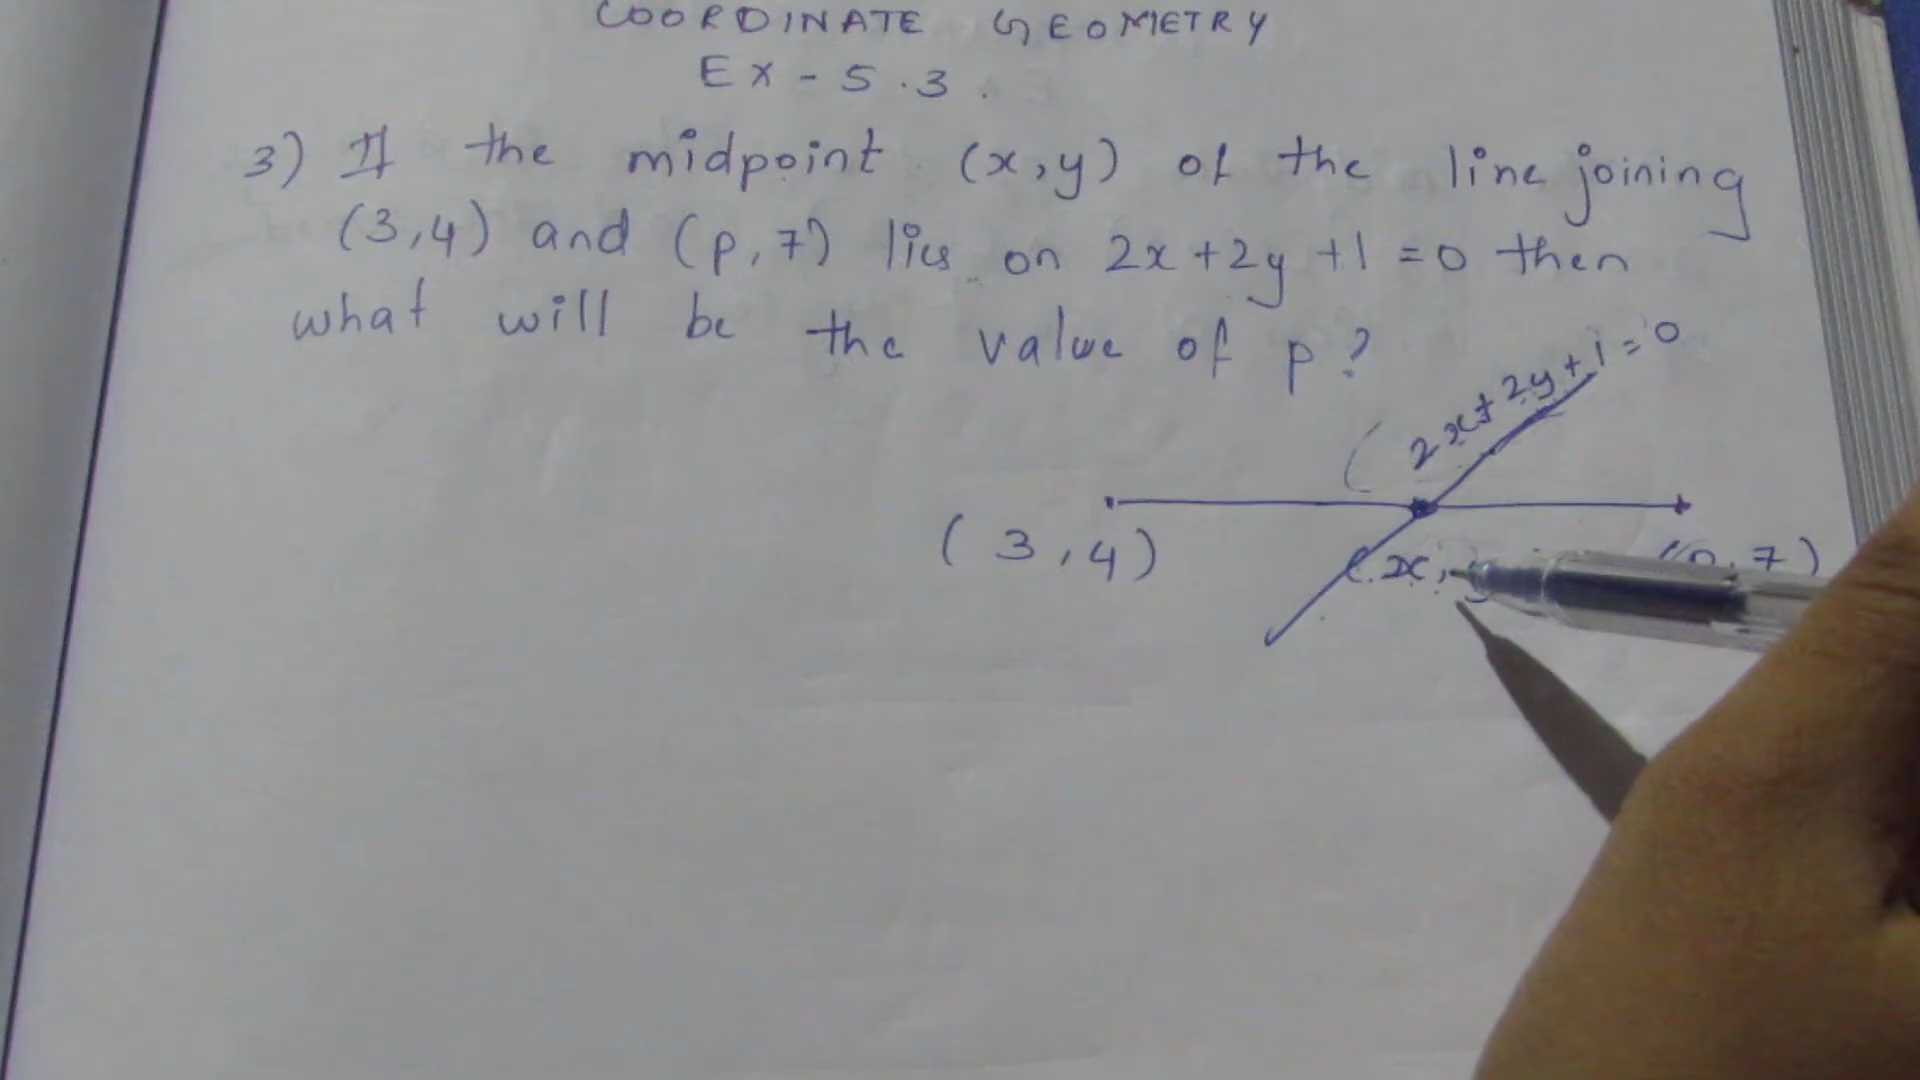 COORDINATE GEOMETRY
Ex - 5.3.
3) If the midpoint (x,y) of the line joining
(3,4) and (p,7) lies on 2x+2y+1=0 then
what will be the value of p?
2x+2y+1=0
(3,4) (x, 7)